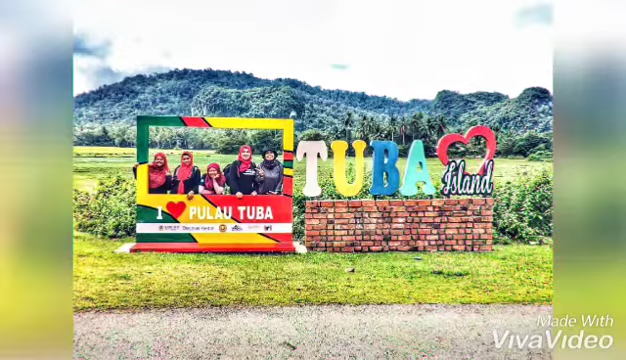 TUBA
Island
I ❤ PULAU TUBA
Made With
VivaVideo